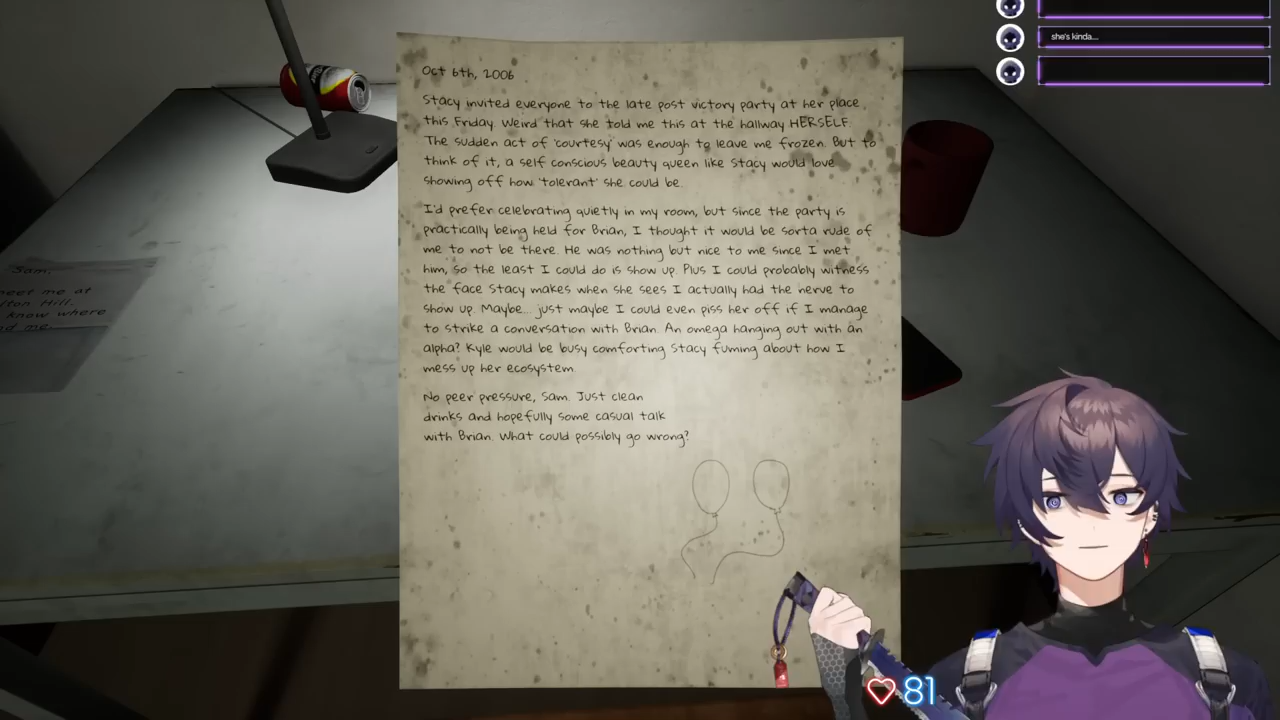 she's kinda....
Oct 6th, 2006
Stacy invited everyone to the late post victory party at her place
this Friday. Weird that she told me this at the hallway HERSELF.
The sudden act of 'courtesy' was enough to leave me frozen. But to
think of it, a self conscious beauty queen like Stacy would love
showing off how 'tolerant' she could be.
I'd prefer celebrating quietly in my room, but since the party is
practically being held for Brian, I thought it would be sorta rude of
me to not be there. He was nothing but nice to me since I met
him, so the least I could do is show up. Plus I could probably witness
the face Stacy makes when she sees I actually had the nerve to
show up. Maybe... just maybe I could even piss her off if I manage
to strike a conversation with Brian. An omega hanging out with an
alpha? Kyle would be busy comforting Stacy fuming about how I
mess up her ecosystem.
No peer pressure, Sam. Just clean
drinks and hopefully some casual talk
with Brian. What could possibly go wrong?
Sam,
meet me at
Hill.
know where
me.
81